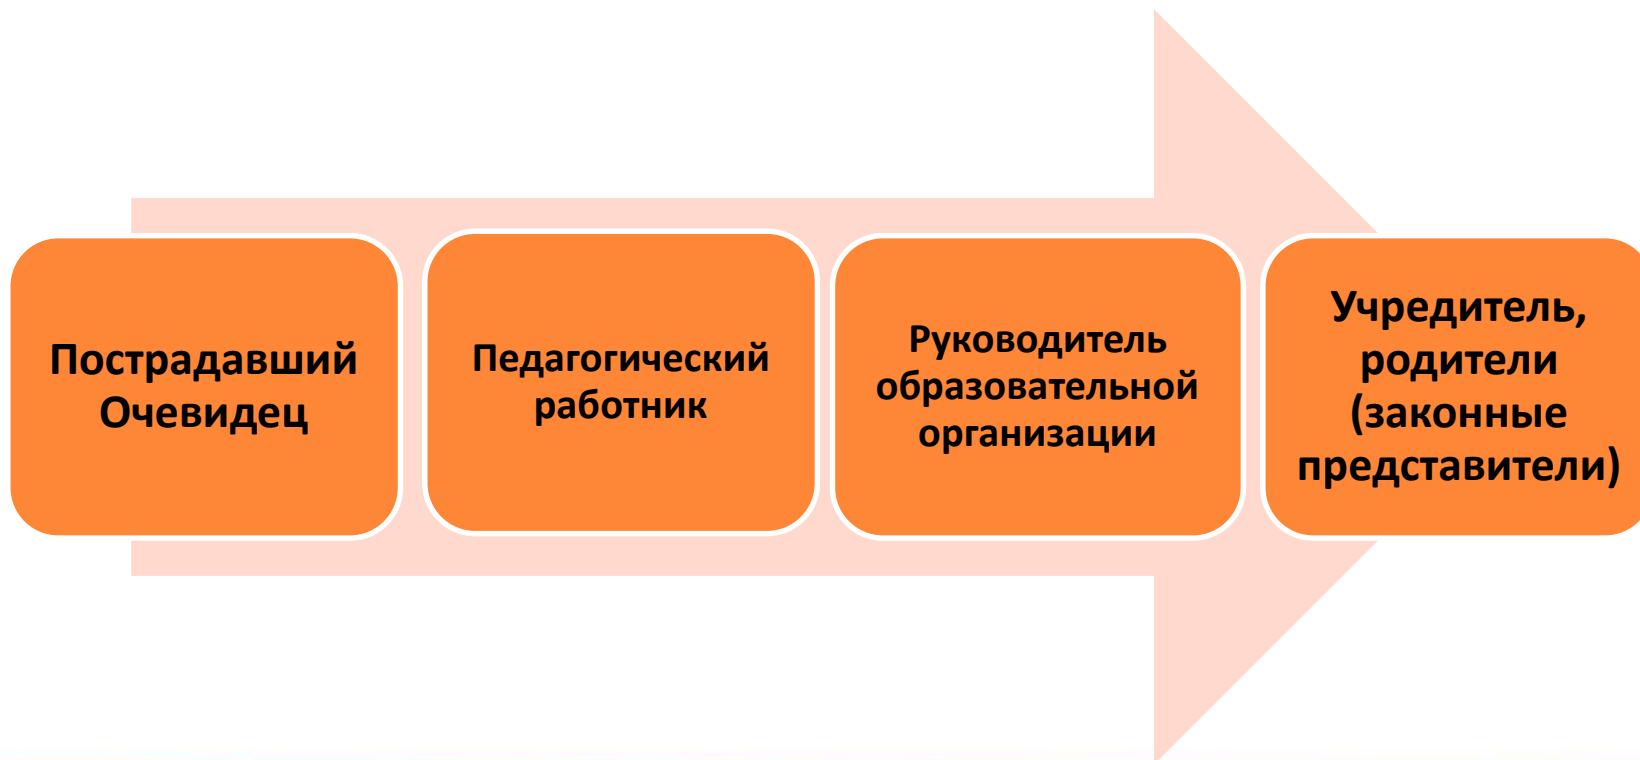 Пострадавший
Очевидец
Педагогический
работник
Руководитель
образовательной
организации
Учредитель,
родители
(законные
представители)